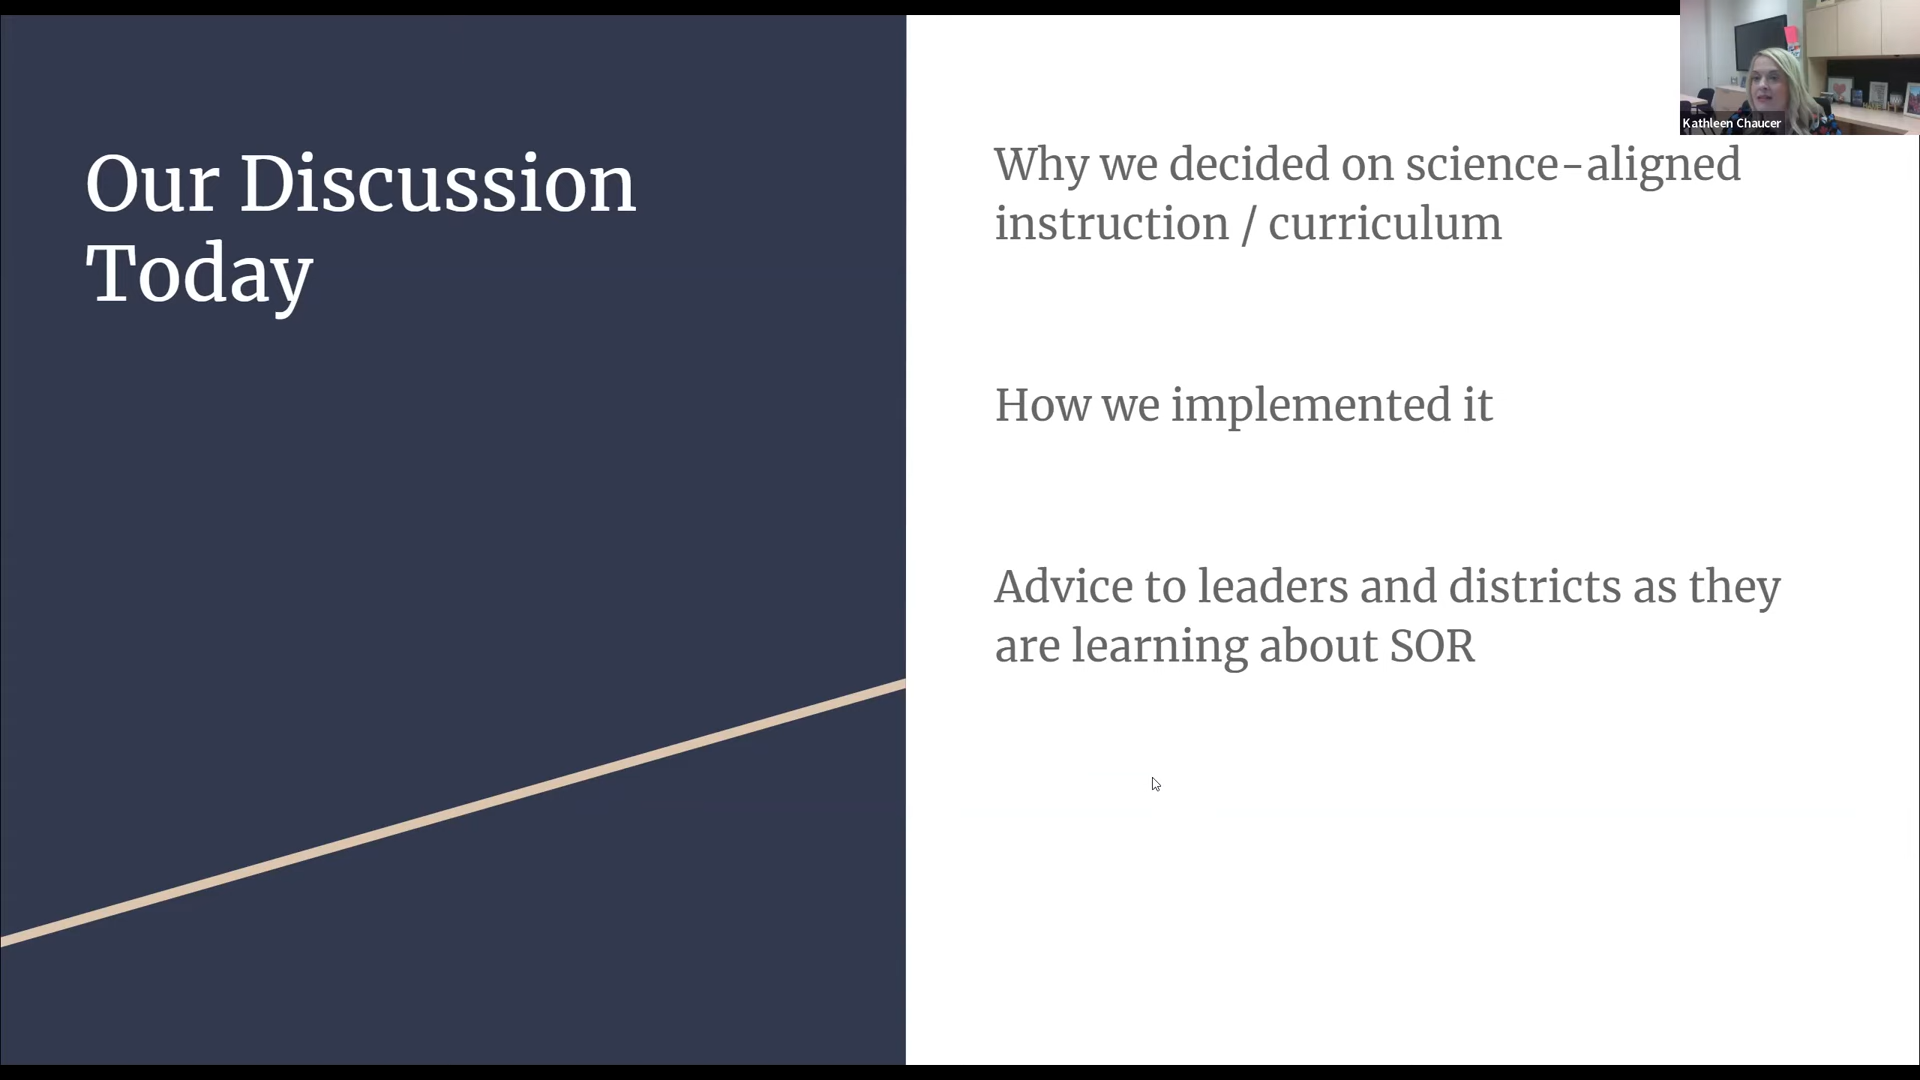 Our Discussion
Today
Why we decided on science-aligned
instruction / curriculum
How we implemented it
Advice to leaders and districts as they
are learning about SOR
Kathleen Chaucer